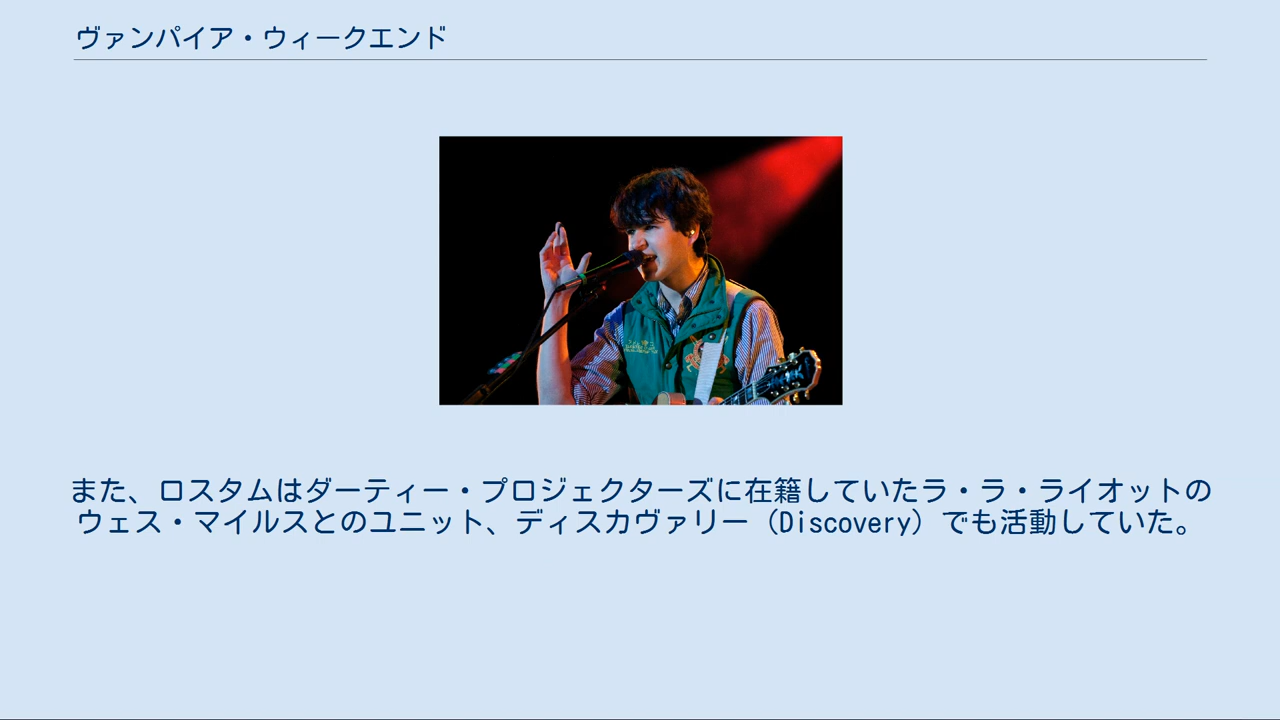 ヴァンパイア・ウィークエンド
また、ロスタムはダーティー・プロジェクターズに在籍していたラ・ラ・ライオットの
ウェス・マイルスとのユニット、ディスカヴァリー（Discovery）でも活動していた。